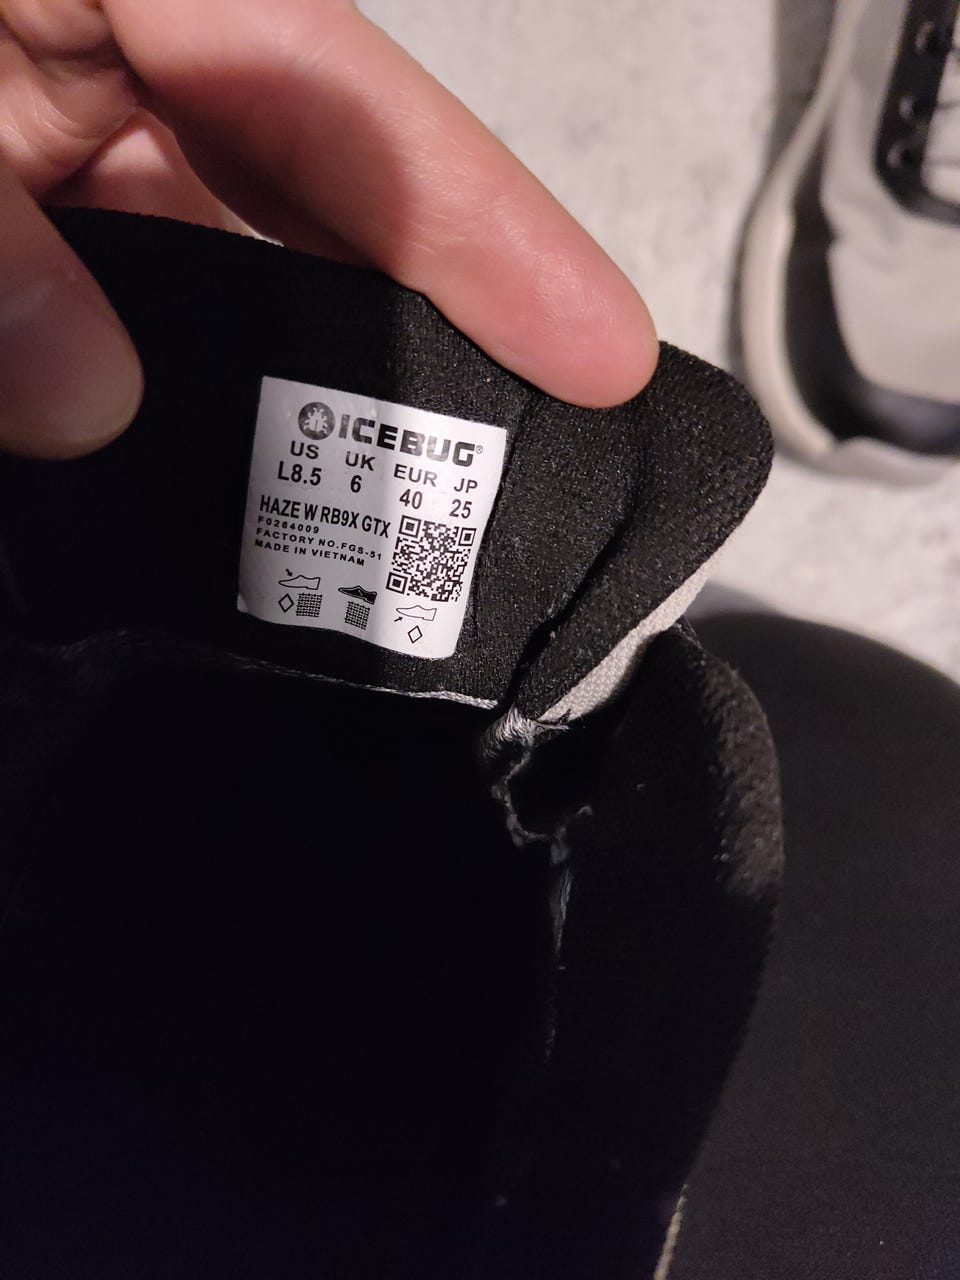 ICEBUG®
US UK EUR JP
L8.5 6 40 25
HAZE W RB9X GTX
F0264009
FACTORY NO.FGS-51
MADE IN VIETNAM